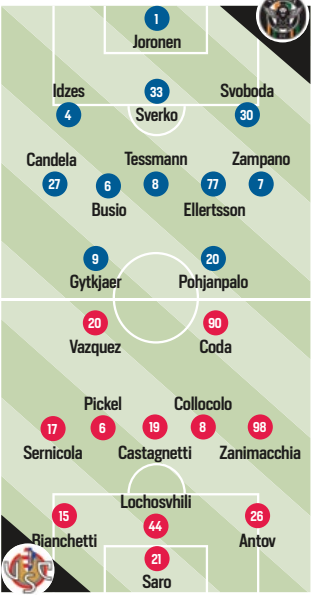 1
Joronen
Idzes 33 Svoboda
4 Sverko 30
Candela Tessmann Zampano
27 6 8 77 7
Busio Ellertsson
9 20
Gytkjaer Pohjanpalo
20 90
Vazquez Coda
Pickel Collocolo
17 6 19 8 98
Sernicola Castagnetti Zanimacchia
Lochosvhili
15 44 26
Bianchetti Antov
21
Saro